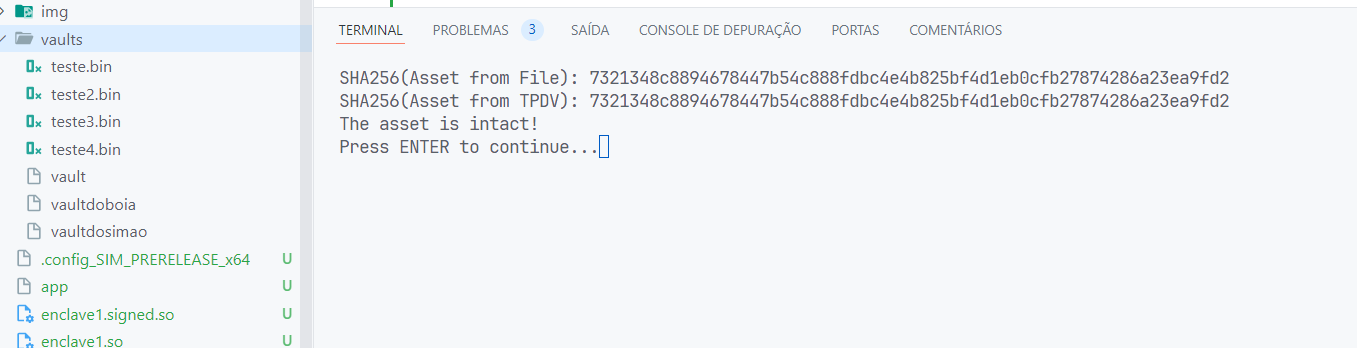 img
vaults
teste.bin
teste2.bin
teste3.bin
teste4.bin
vault
vaultdoboia
vaultdosimao
.config_SIM_PRERELEASE_x64 U
app U
enclave1.signed.so U
enclave1.so U
TERMINAL PROBLEMAS 3 SAÍDA CONSOLE DE DEPURAÇÃO PORTAS COMENTÁRIOS
SHA256(Asset from File): 7321348c8894678447b54c888fdbc4e4b825bf4d1eb0cfb27874286a23ea9fd2
SHA256(Asset from TPDV): 7321348c8894678447b54c888fdbc4e4b825bf4d1eb0cfb27874286a23ea9fd2
The asset is intact!
Press ENTER to continue...